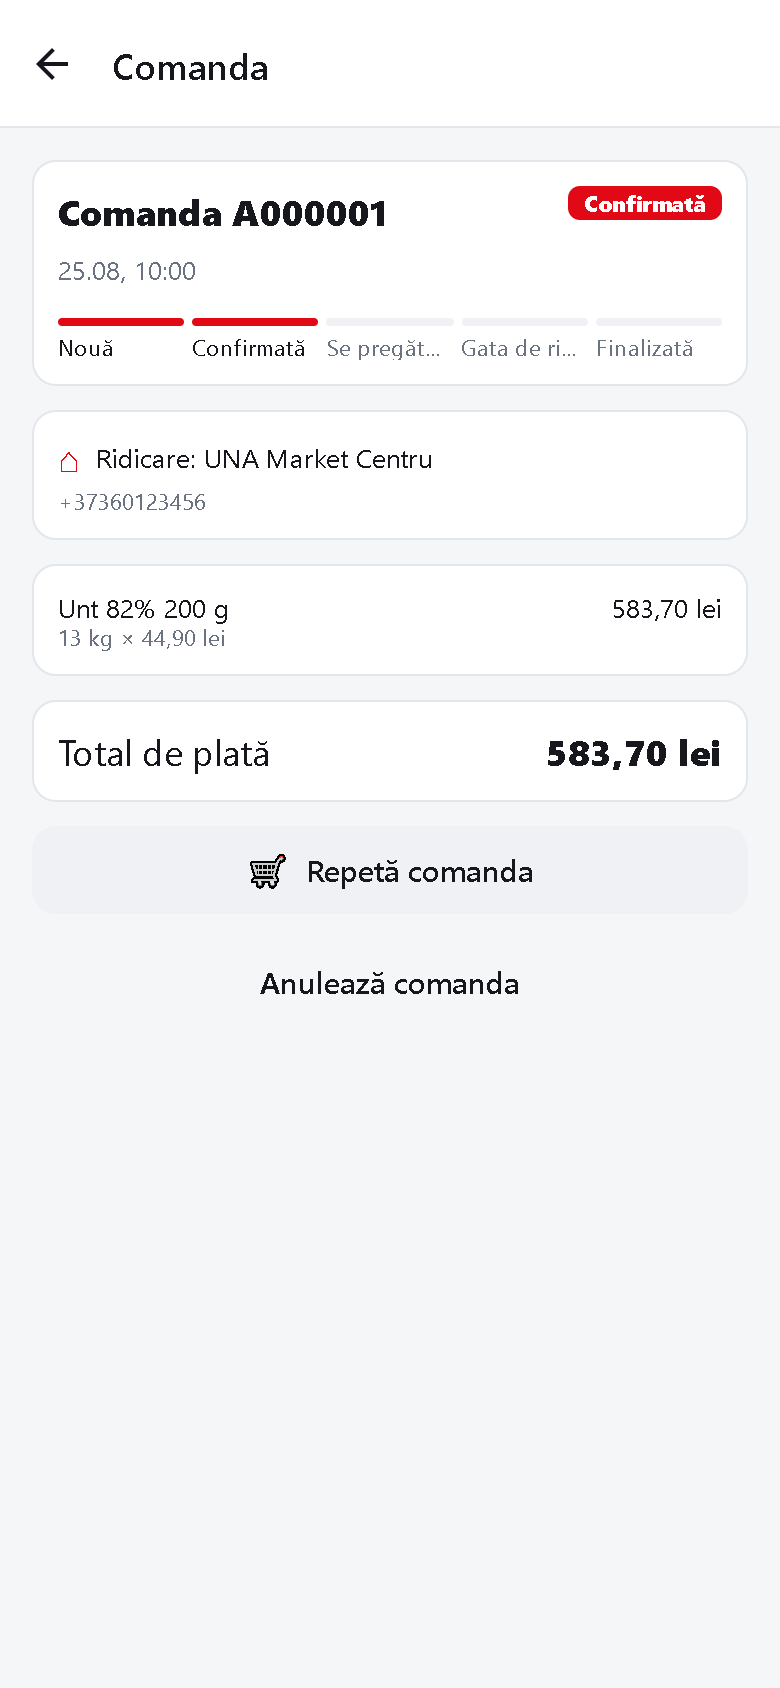 Comanda
Comanda A000001
Confirmată
25.08, 10:00
Nouă
Confirmată
Se pregăt...
Gata de ri...
Finalizată
Ridicare: UNA Market Centru
+37360123456
Unt 82% 200 g
583,70 lei
13 kg × 44,90 lei
Total de plată
583,70 lei
Repetă comanda
Anulează comanda